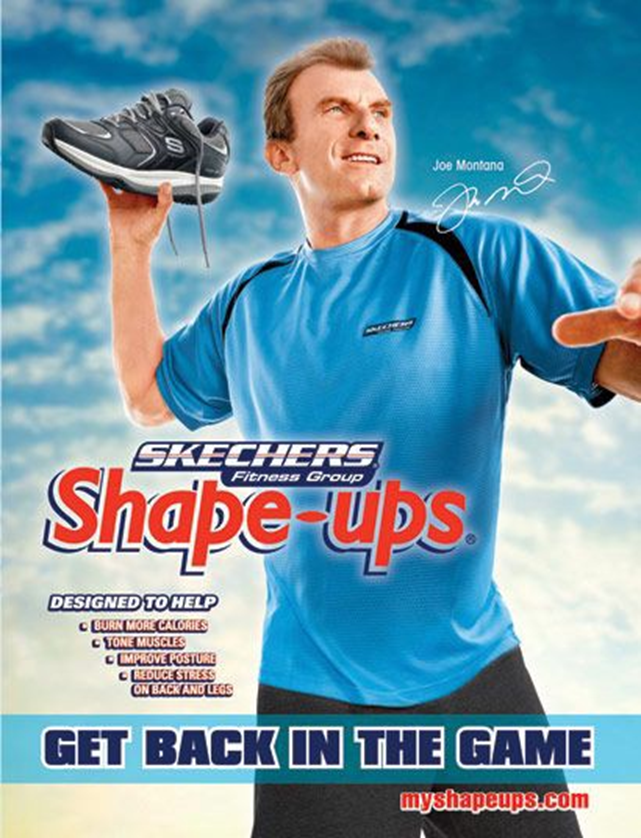 S
Joe Montana
SKECHERS
SKECHERS
Fitness Group
Shape-ups®
DESIGNED TO HELP
• BURN MORE CALORIES
• TONE MUSCLES
• IMPROVE POSTURE
• REDUCE STRESS
ON BACK AND LEGS
GET BACK IN THE GAME
myshapeups.com